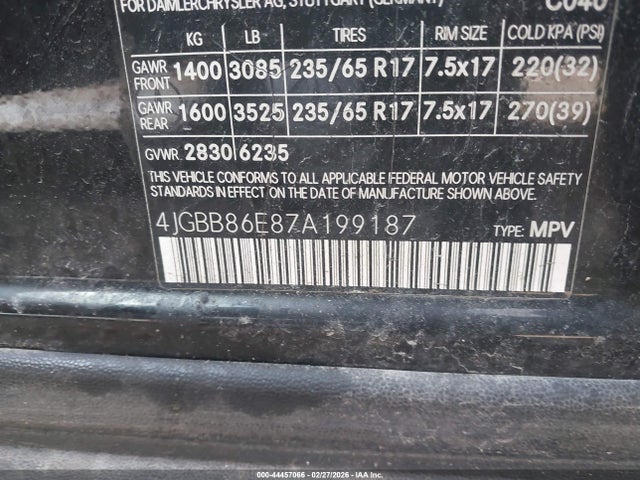 FOR DAIMLERCHRYSLER AG, STUTTGART (GERMANY) C040
KG LB TIRES RIM SIZE COLD KPA (PSI)
GAWR FRONT 1400 3085 235/65 R17 7.5x17 220(32)
GAWR REAR 1600 3525 235/65 R17 7.5x17 270(39)
GVWR 2830 6235
THIS VEHICLE CONFORMS TO ALL APPLICABLE FEDERAL MOTOR VEHICLE SAFETY
STANDARDS IN EFFECT ON THE DATE OF MANUFACTURE SHOWN ABOVE.
4JGBB86E87A199187 TYPE: MPV
000-44457066 - 02/27/2026 - IAA Inc.